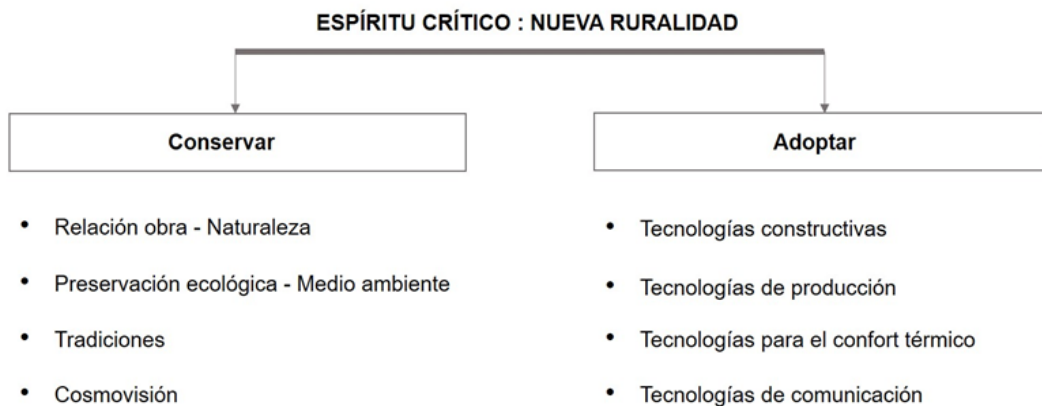 ESPÍRITU CRÍTICO : NUEVA RURALIDAD
Conservar
• Relación obra - Naturaleza
• Preservación ecológica - Medio ambiente
• Tradiciones
• Cosmovisión
Adoptar
• Tecnologías constructivas
• Tecnologías de producción
• Tecnologías para el confort térmico
• Tecnologías de comunicación